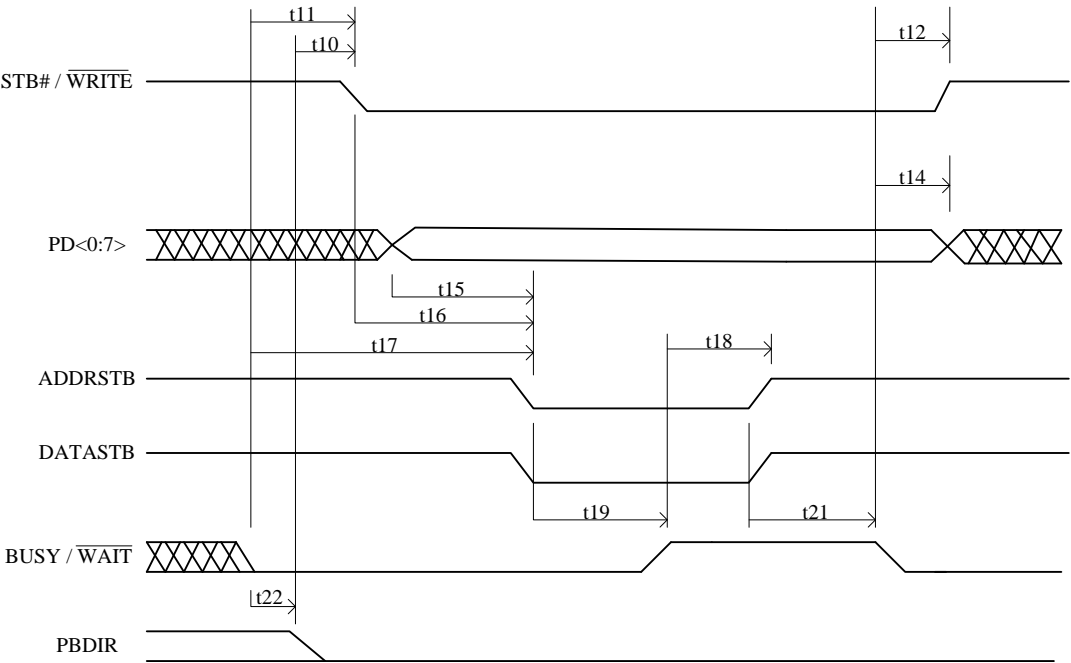 t11
t10
t12
STB# / WRITE
t14
PD<0:7>
t15
t16
t17
t18
ADDRSTB
DATASTB
t19
t21
BUSY / WAIT
t22
PBDIR